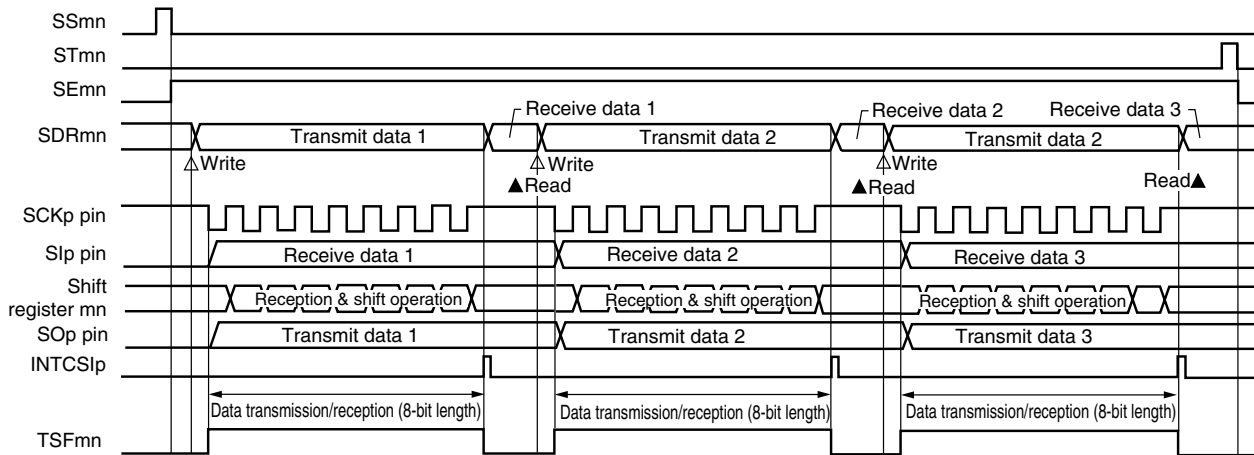 SSmn
STmn
SEmn
Receive data 1
Receive data 2
Receive data 3
SDRmn
Transmit data 1
Transmit data 2
Transmit data 2
△Write
△Write
△Write
▲Read
▲Read
Read▲
SCKp pin
SIp pin
Receive data 1
Receive data 2
Receive data 3
Shift
register mn
Reception & shift operation
Reception & shift operation
Reception & shift operation
SOp pin
Transmit data 1
Transmit data 2
Transmit data 3
INTCSIp
Data transmission/reception (8-bit length)
Data transmission/reception (8-bit length)
Data transmission/reception (8-bit length)
TSFmn